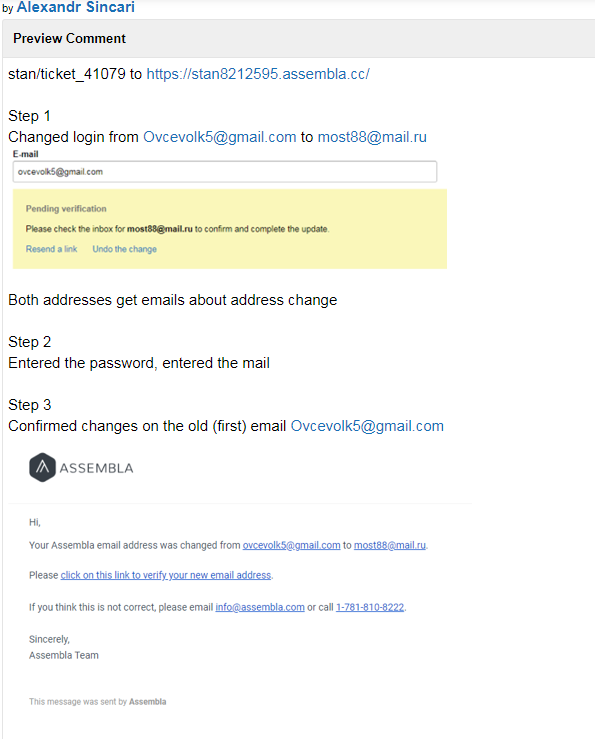 by Alexandr Sincari
Preview Comment
stan/ticket_41079 to https://stan8212595.assembla.cc/
Step 1
Changed login from Ovcevolk5@gmail.com to most88@mail.ru
E-mail
ovcevolk5@gmail.com
Pending verification
Please check the inbox for most88@mail.ru to confirm and complete the update.
Resend a link Undo the change
Both addresses get emails about address change
Step 2
Entered the password, entered the mail
Step 3
Confirmed changes on the old (first) email Ovcevolk5@gmail.com
ASSEMBLA
Hi,
Your Assembla email address was changed from ovcevolk5@gmail.com to most88@mail.ru.
Please click on this link to verify your new email address.
If you think this is not correct, please email info@assembla.com or call 1-781-810-8222.
Sincerely,
Assembla Team
This message was sent by Assembla